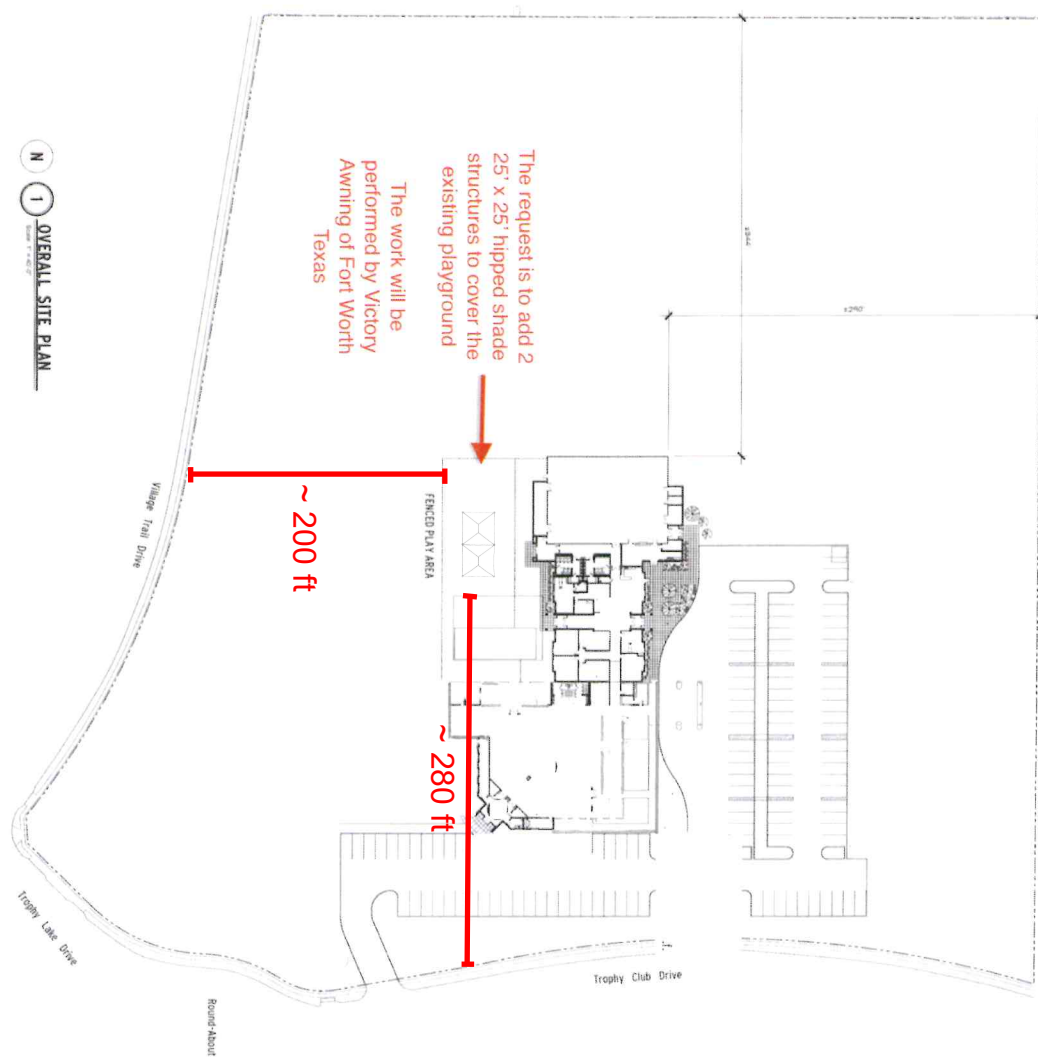 The request is to add 2
25' x 25' hipped shade
structures to cover the
existing playground
The work will be
performed by Victory
Awning of Fort Worth
Texas
±290'
FENCED PLAY AREA
~ 200 ft
~ 280 ft
Village Trail Drive
Trophy Lake Drive
Trophy Club Drive
Round-About
N
1
OVERALL SITE PLAN